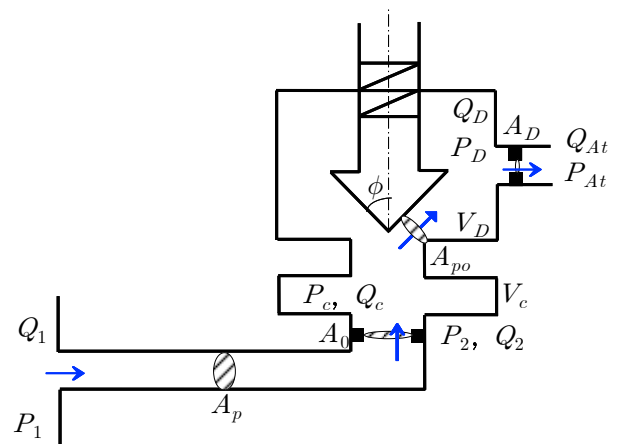 Q_D
A_D
Q_{At}
P_D
P_{At}
ϕ
V_D
A_{po}
P_c, Q_c
V_c
Q_1
A_0
P_2, Q_2
A_p
P_1